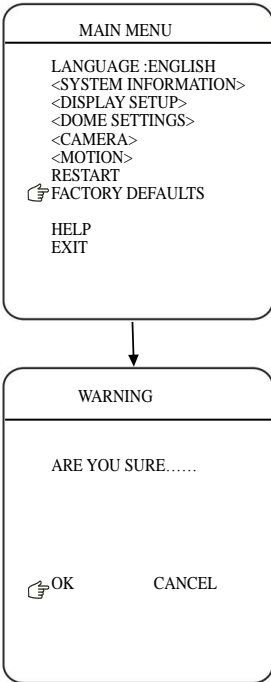 MAIN MENU
LANGUAGE :ENGLISH
<SYSTEM INFORMATION>
<DISPLAY SETUP>
<DOME SETTINGS>
<CAMERA>
<MOTION>
RESTART
FACTORY DEFAULTS
HELP
EXIT
WARNING
ARE YOU SURE……
OK CANCEL